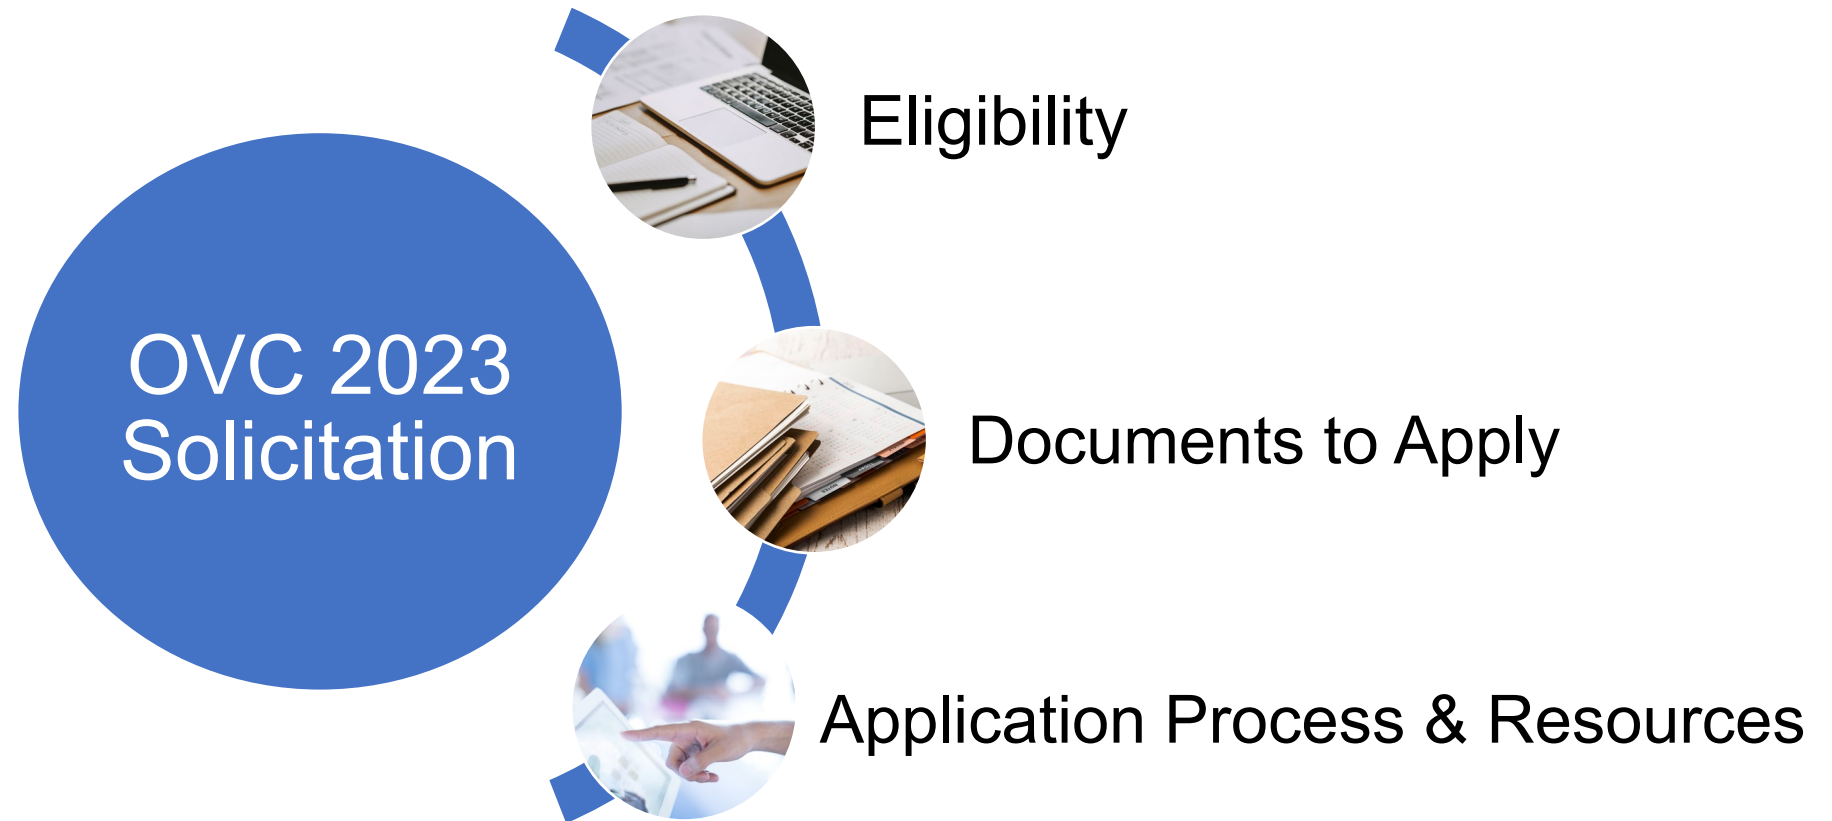 OVC 2023
Solicitation
Eligibility
Documents to Apply
Application Process & Resources